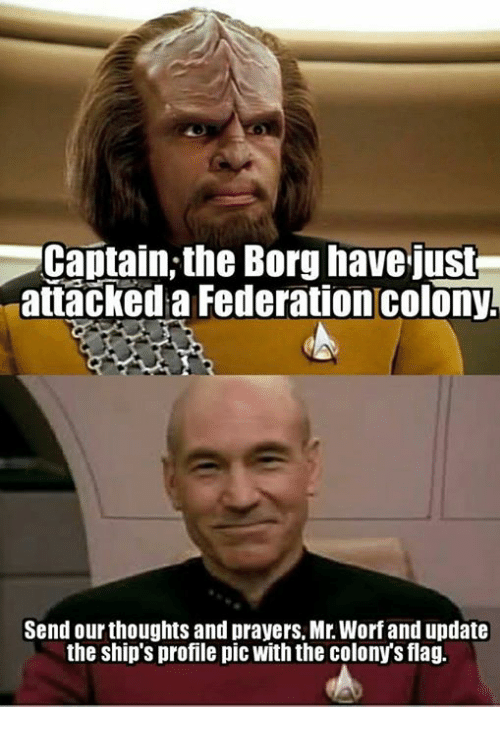 Captain, the Borg have just
attacked a Federation colony.
Send our thoughts and prayers, Mr. Worf and update
the ship's profile pic with the colony's flag.